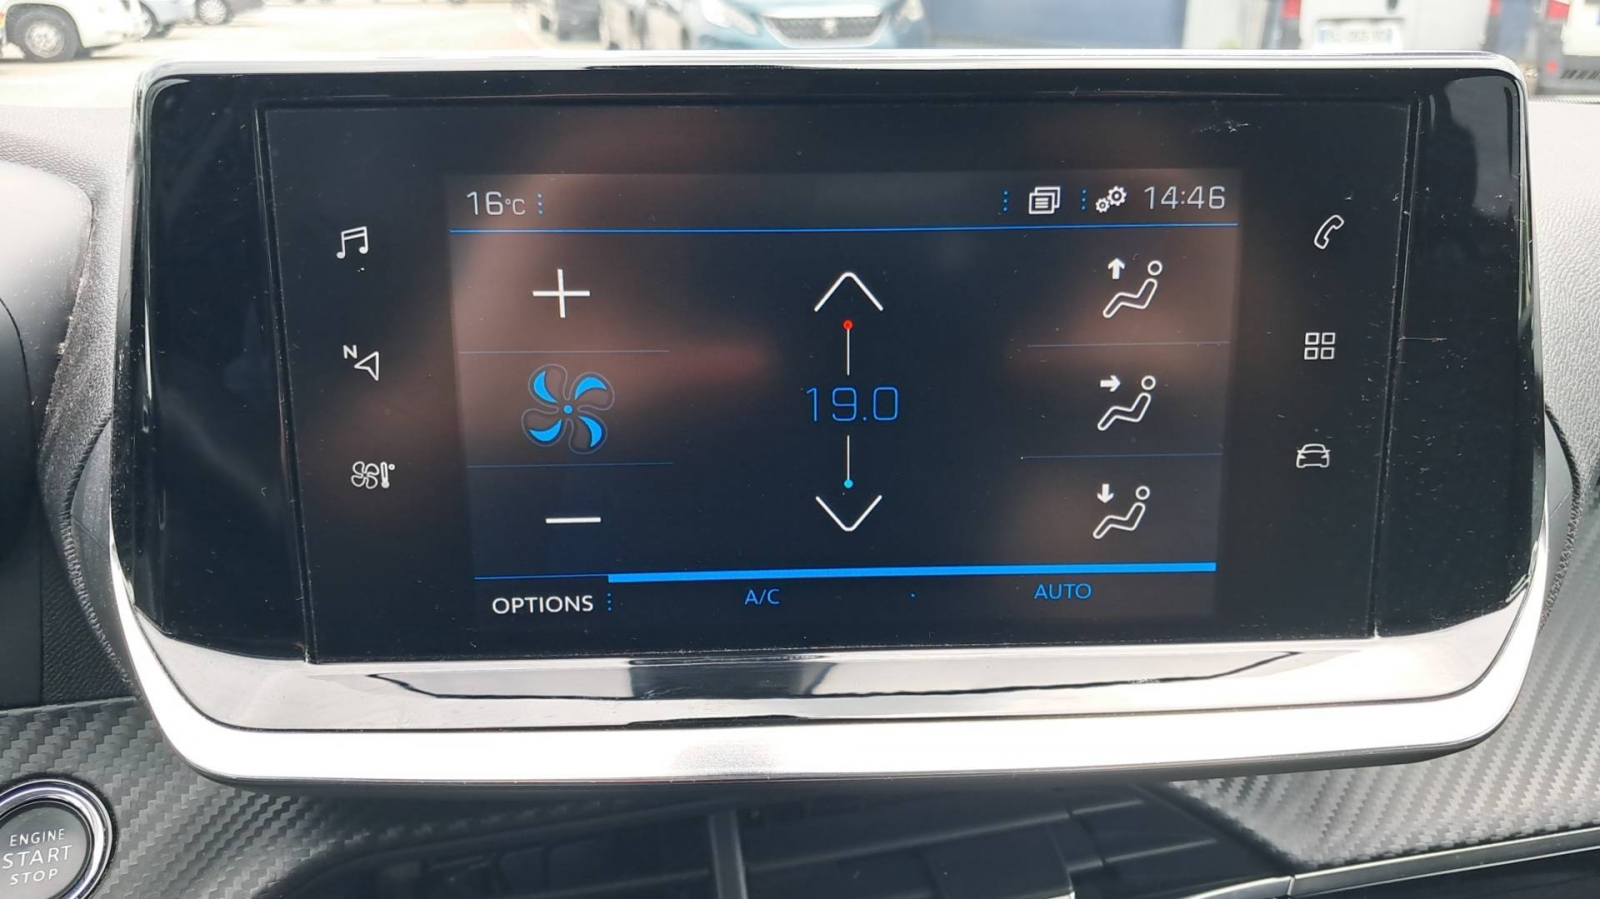 16°C
14:46
N
19.0
OPTIONS
A/C
AUTO
ENGINE
START
STOP